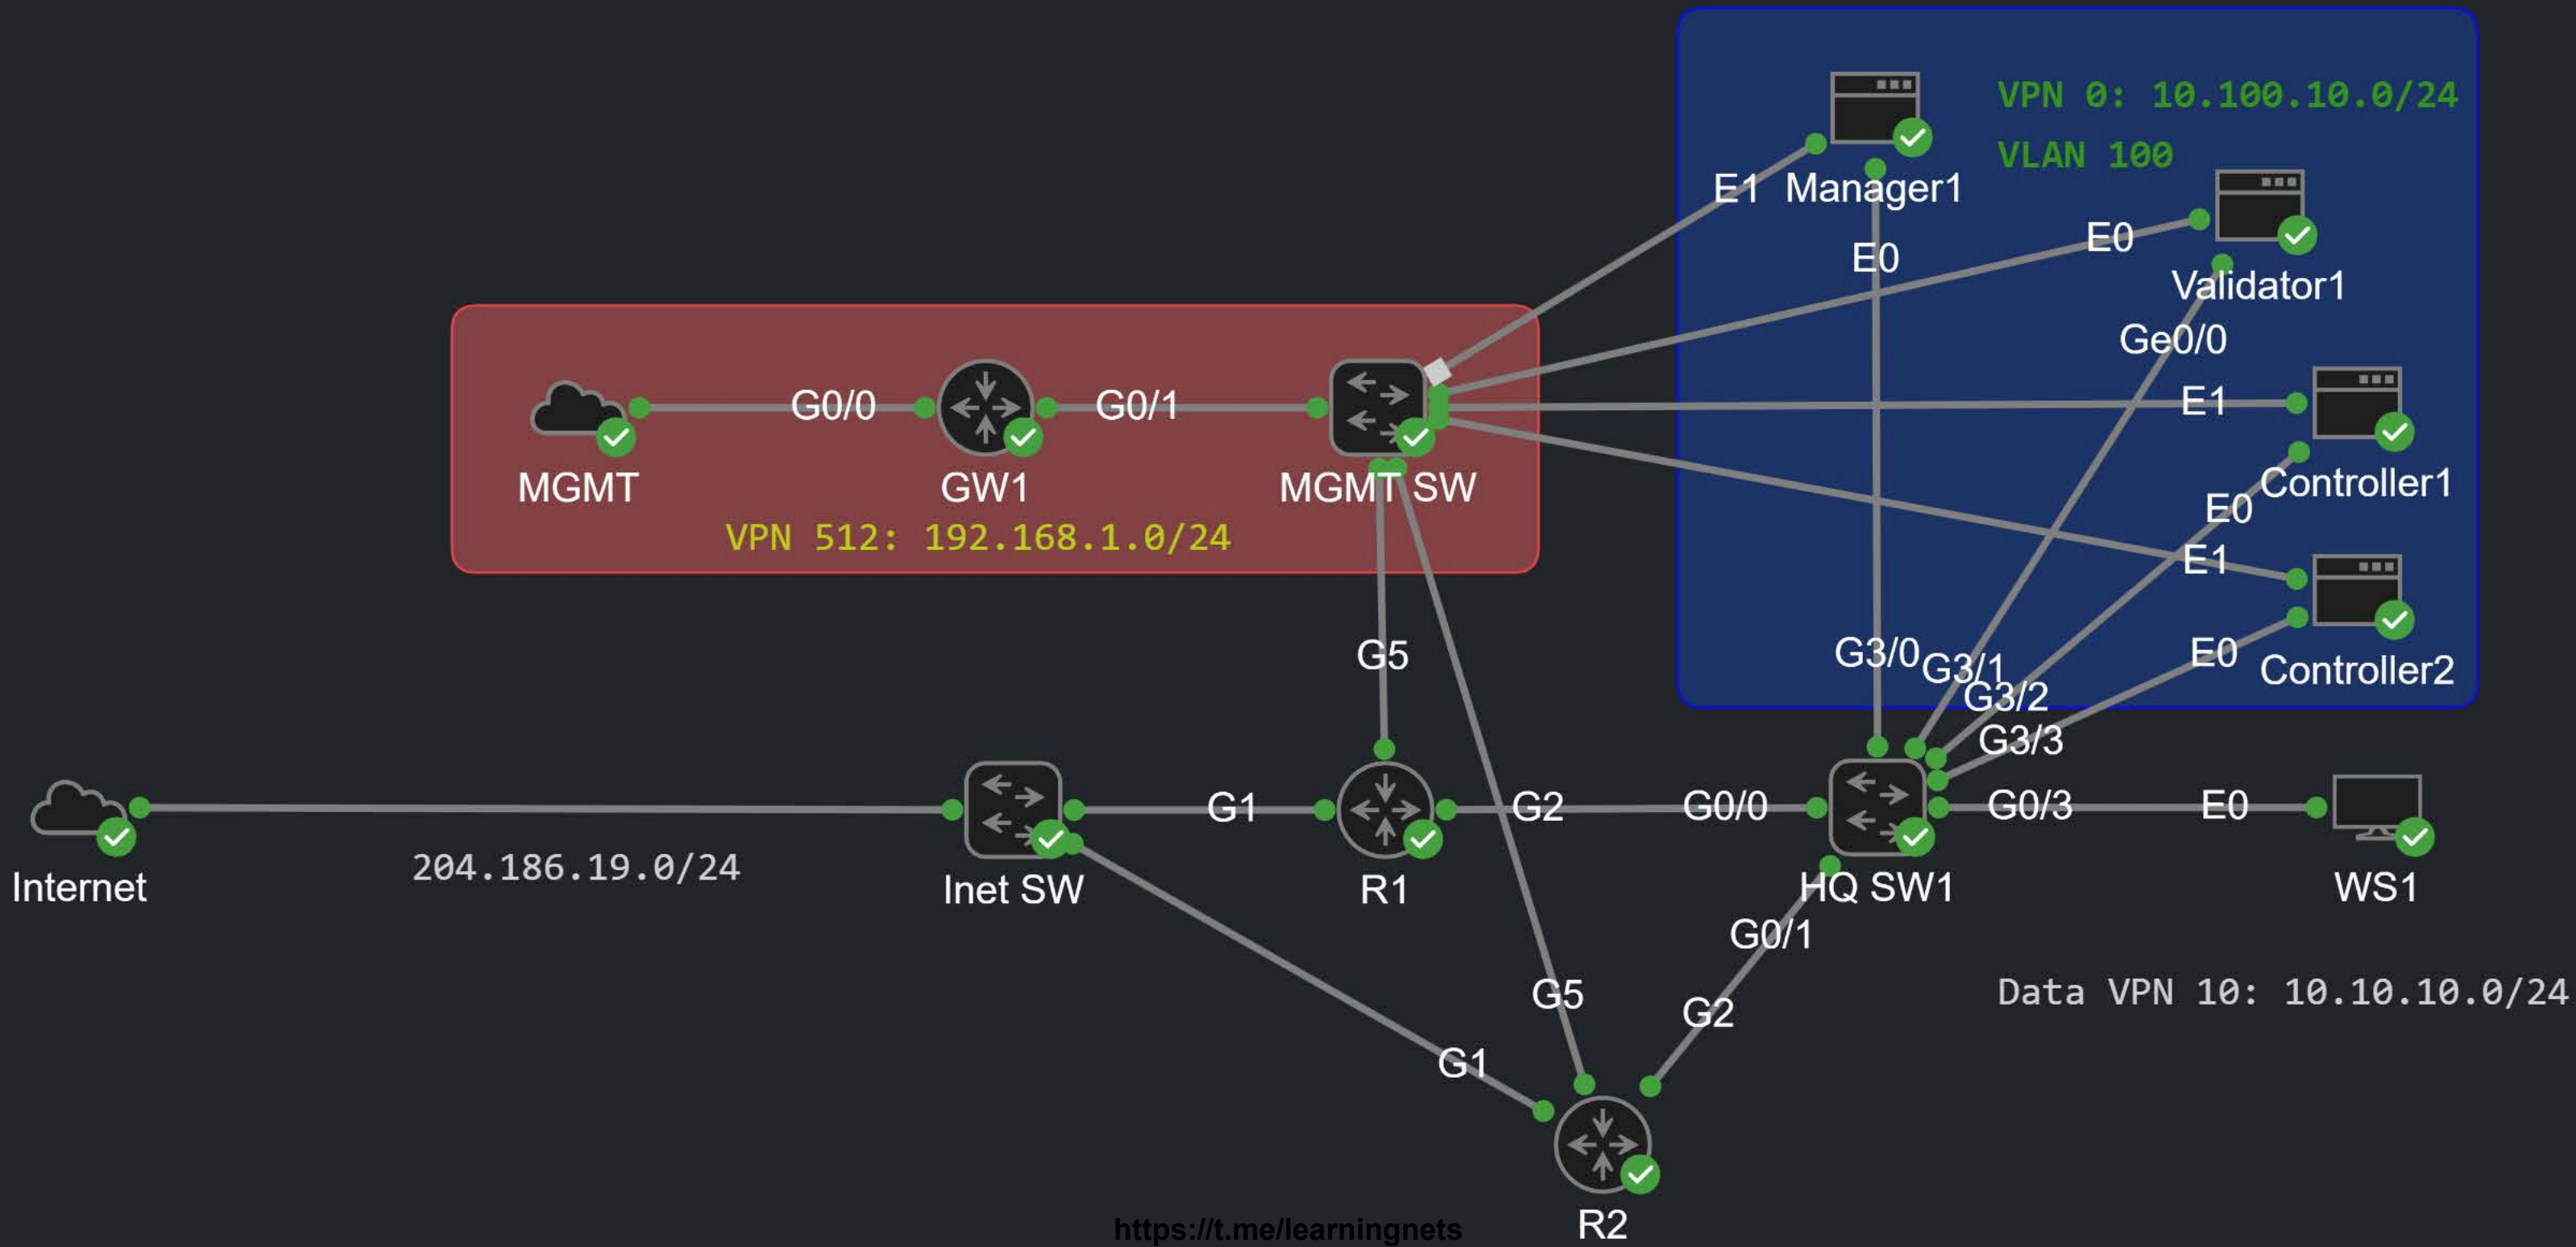 VPN 0: 10.100.10.0/24
VLAN 100
E1
Manager1
E0
E0
Validator1
Ge0/0
G0/0
G0/1
E1
MGMT
GW1
MGMT SW
Controller1
E0
VPN 512: 192.168.1.0/24
E1
G5
G3/0
G3/1
E0
Controller2
G3/2
G3/3
G1
G2
G0/0
G0/3
E0
204.186.19.0/24
Internet
Inet SW
R1
HQ SW1
WS1
G0/1
G5
G2
Data VPN 10: 10.10.10.0/24
G1
R2
https://t.me/learningnets